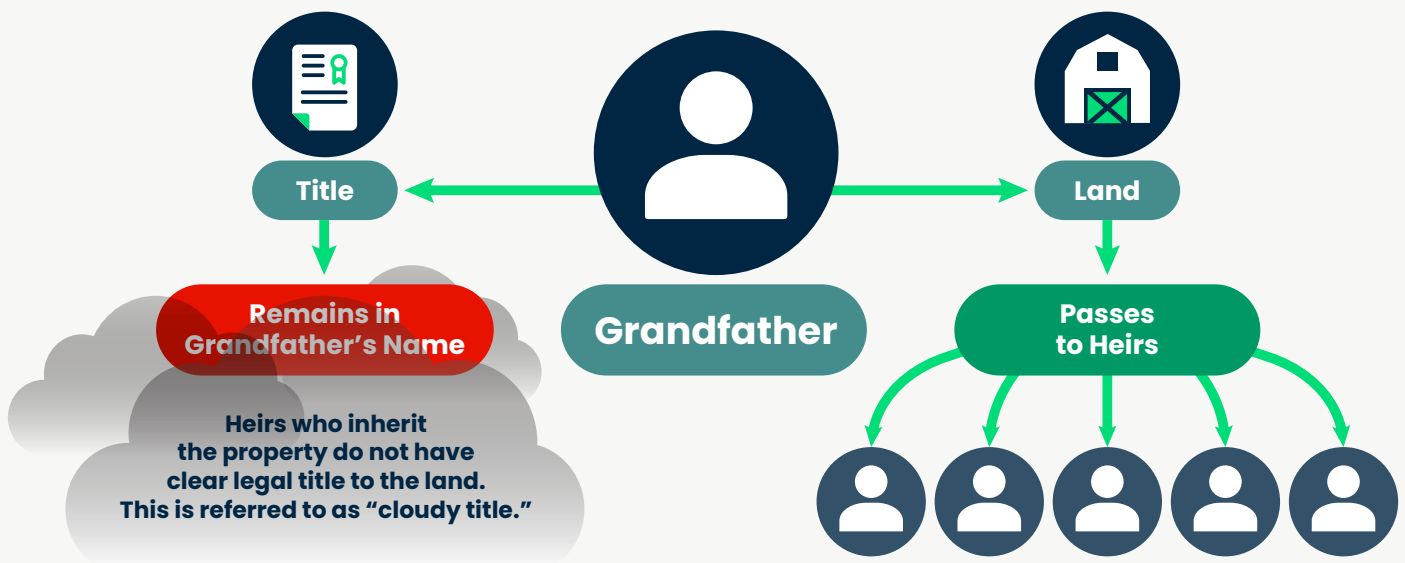 Title
Land
Remains in
Grandfather’s Name
Grandfather
Passes
to Heirs
Heirs who inherit
the property do not have
clear legal title to the land.
This is referred to as “cloudy title.”